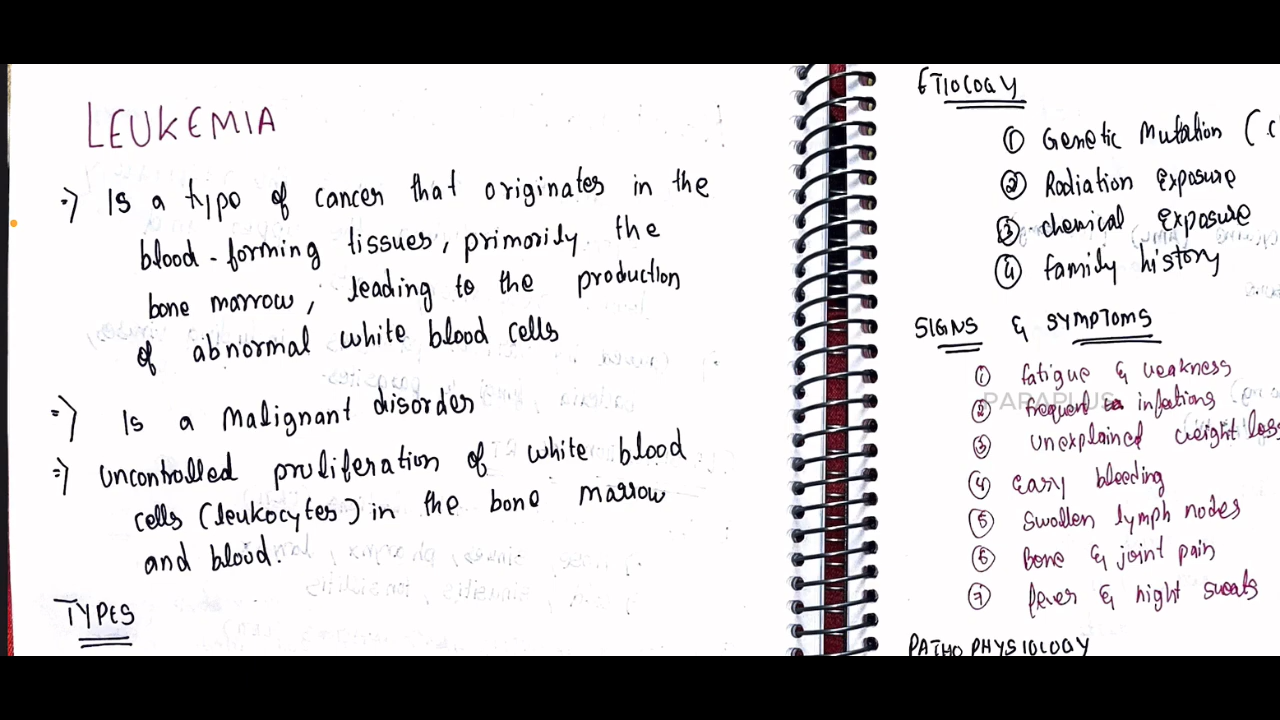 LEUKEMIA
=> Is a type of cancer that originates in the
blood-forming tissues, primarily the
bone marrow, leading to the production
of abnormal white blood cells
=> Is a Malignant disorder
=> uncontrolled proliferation of white blood
cells (leukocytes) in the bone marrow
and blood.
TYPES
ETIOLOGY
① Genetic Mutation (
② Radiation Exposure
③ chemical Exposure
④ family history
SIGNS & SYMPTOMS
① fatigue & weakness
② frequent infections
③ unexplained weight loss
④ Easy bleeding
⑤ Swollen lymph nodes
⑥ Bone & joint pain
⑦ fever & night sweats
PARAPLUS
PATHOPHYSIOLOGY